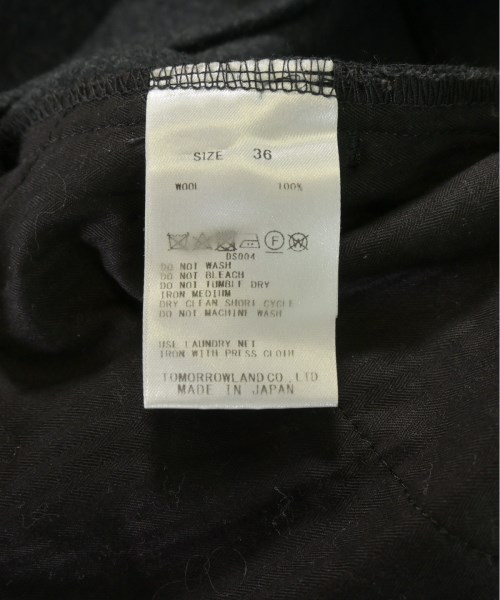 SIZE 36
WOOL 100%
F W
DS004
DO NOT WASH
DO NOT BLEACH
DO NOT TUMBLE DRY
IRON MEDIUM
DRY CLEAN SHORT CYCLE
DO NOT MACHINE WASH
USE LAUNDRY NET
IRON WITH PRESS CLOTH
TOMORROWLAND CO.,LTD
MADE IN JAPAN